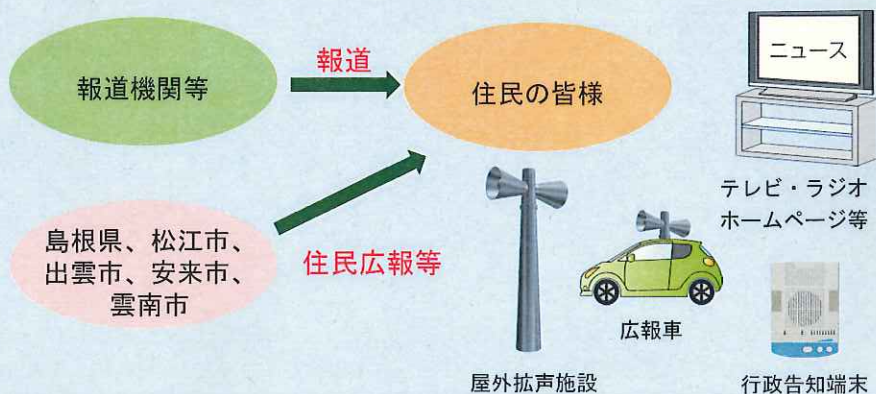 報道機関等
報道
住民の皆様
ニュース
テレビ・ラジオ
ホームページ等
島根県、松江市、
出雲市、安来市、
雲南市
住民広報等
広報車
屋外拡声施設
行政告知端末